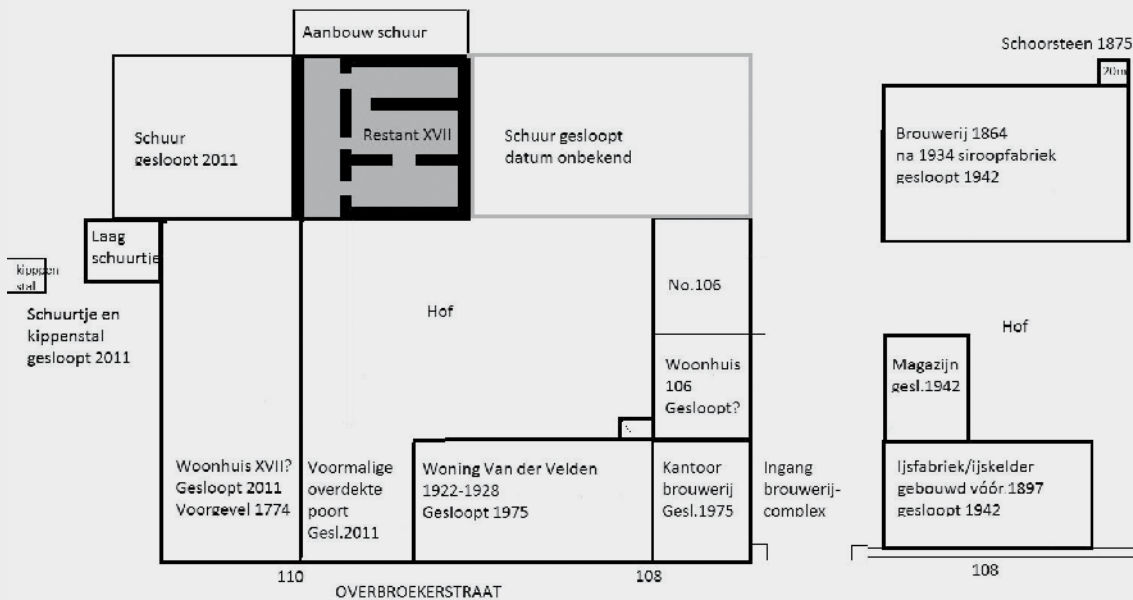 Aanbouw schuur
Schoorsteen 1875
20m
Schuur
gesloopt 2011
Restant XVII
Schuur gesloopt
datum onbekend
Brouwerij 1864
na 1934 siroopfabriek
gesloopt 1942
Laag
schuurtje
kipppen
stal
Schuurtje en
kippenstal
gesloopt 2011
Hof
No.106
Woonhuis
106
Gesloopt?
Hof
Magazijn
gesl.1942
Woonhuis XVII?
Gesloopt 2011
Voorgevel 1774
Voormalige
overdekte
poort
Gesl.2011
Woning Van der Velden
1922-1928
Gesloopt 1975
Kantoor
brouwerij
Gesl.1975
Ingang
brouwerij-
complex
Ijsfabriek/ijskelder
gebouwd vóór.1897
gesloopt 1942
110
108
108
OVERBROEKERSTRAAT